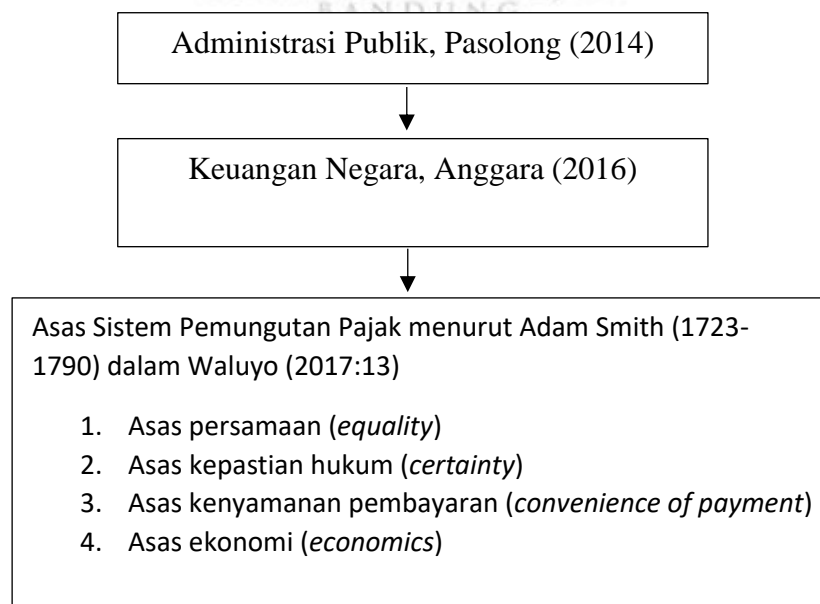 BANDUNG
Administrasi Publik, Pasolong (2014)
Keuangan Negara, Anggara (2016)
Asas Sistem Pemungutan Pajak menurut Adam Smith (1723-
1790) dalam Waluyo (2017:13)
1. Asas persamaan (equality)
2. Asas kepastian hukum (certainty)
3. Asas kenyamanan pembayaran (convenience of payment)
4. Asas ekonomi (economics)